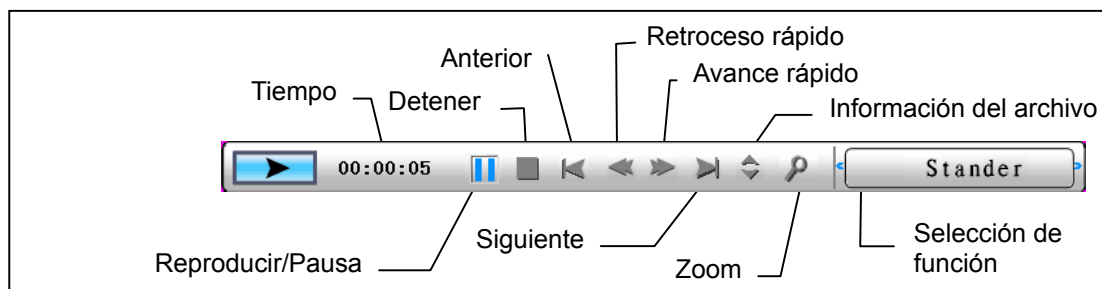 Retroceso rápido
Anterior
Avance rápido
Tiempo
Detener
Información del archivo
00:00:05
Stander
Siguiente
Selección de
función
Reproducir/Pausa
Zoom